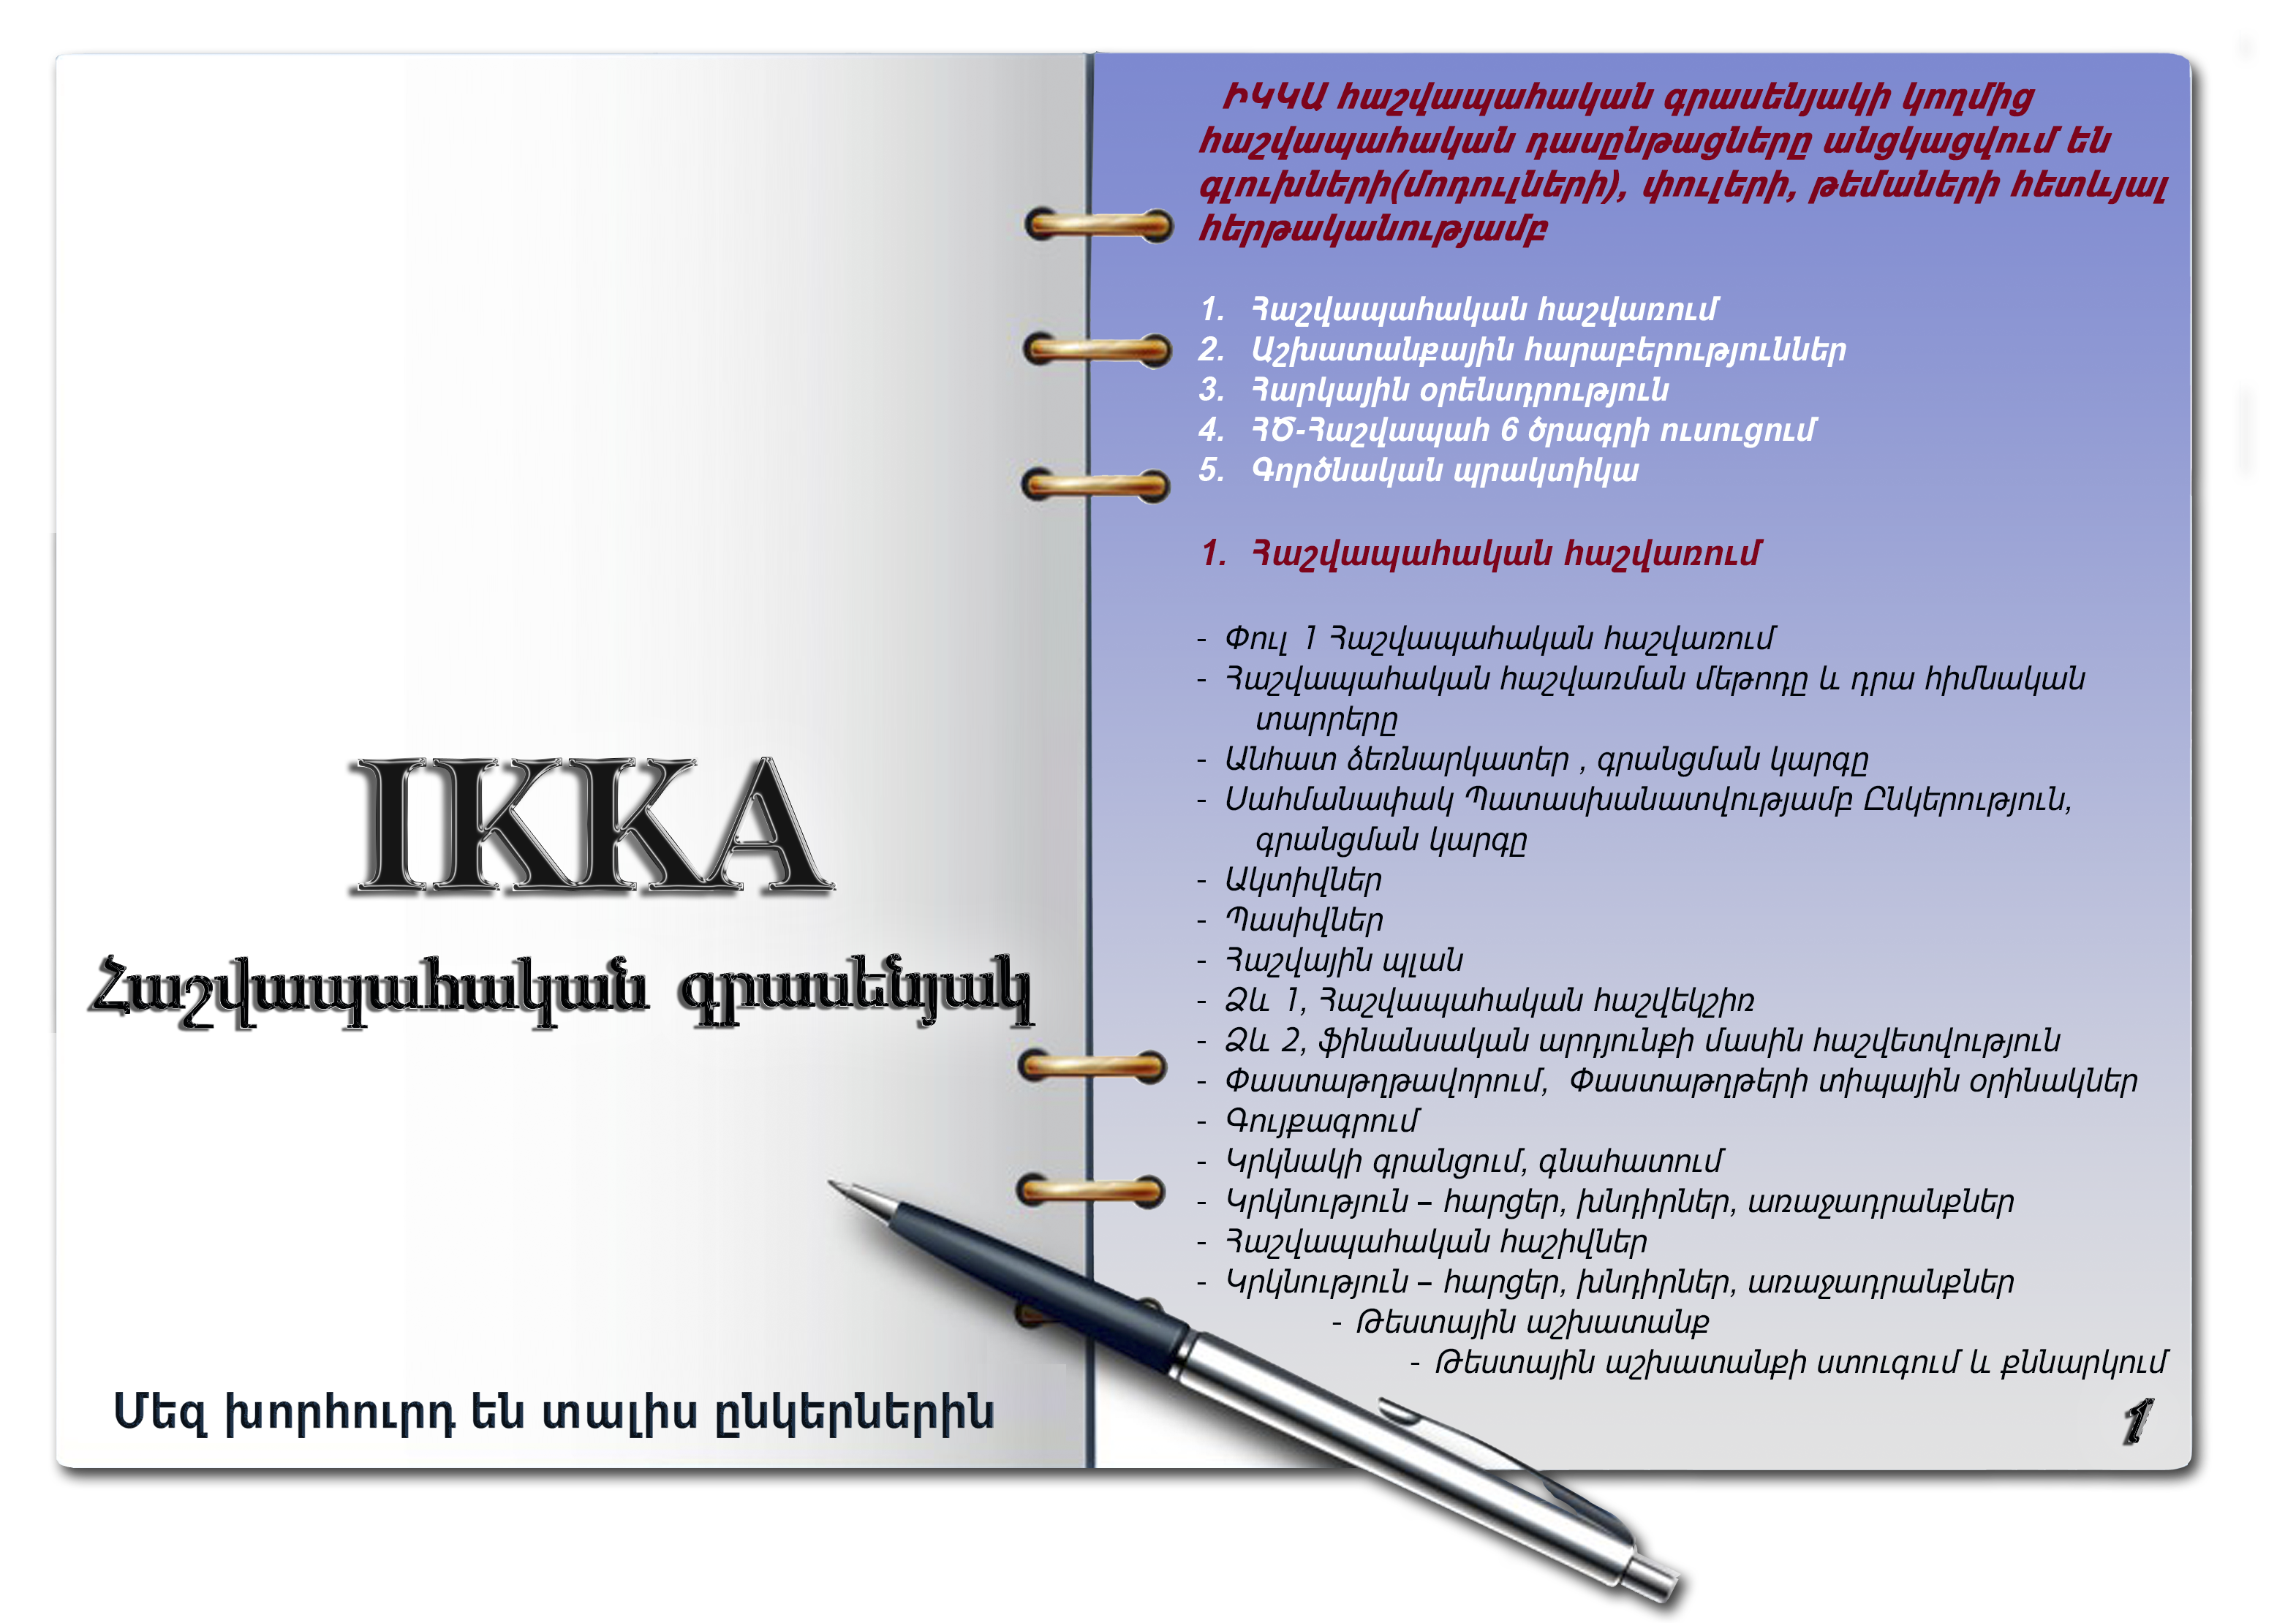 IKKA
Հաշվապահական գրասենյակ
Մեզ խորհուրդ են տալիս ընկերներին
ԻԿԿԱ հաշվապահական գրասենյակի կողմից
հաշվապահական դասընթացները անցկացվում են
գլուխների(մոդուլների), փուլերի, թեմաների հետևյալ
հերթականությամբ
1. Հաշվապահական հաշվառում
2. Աշխատանքային հարաբերություններ
3. Հարկային օրենսդրություն
4. ՀԾ-Հաշվապահ 6 ծրագրի ուսուցում
5. Գործնական պրակտիկա
1. Հաշվապահական հաշվառում
- Փուլ 1 Հաշվապահական հաշվառում
- Հաշվապահական հաշվառման մեթոդը և դրա հիմնական
տարրերը
- Անհատ ձեռնարկատեր , գրանցման կարգը
- Սահմանափակ Պատասխանատվությամբ Ընկերություն,
գրանցման կարգը
- Ակտիվներ
- Պասիվներ
- Հաշվային պլան
- Ձև 1, Հաշվապահական հաշվեկշիռ
- Ձև 2, ֆինանսական արդյունքի մասին հաշվետվություն
- Փաստաթղթավորում, Փաստաթղթերի տիպային օրինակներ
- Գույքագրում
- Կրկնակի գրանցում, գնահատում
- Կրկնություն – հարցեր, խնդիրներ, առաջադրանքներ
- Հաշվապահական հաշիվներ
- Կրկնություն – հարցեր, խնդիրներ, առաջադրանքներ
- Թեստային աշխատանք
- Թեստային աշխատանքի ստուգում և քննարկում
1